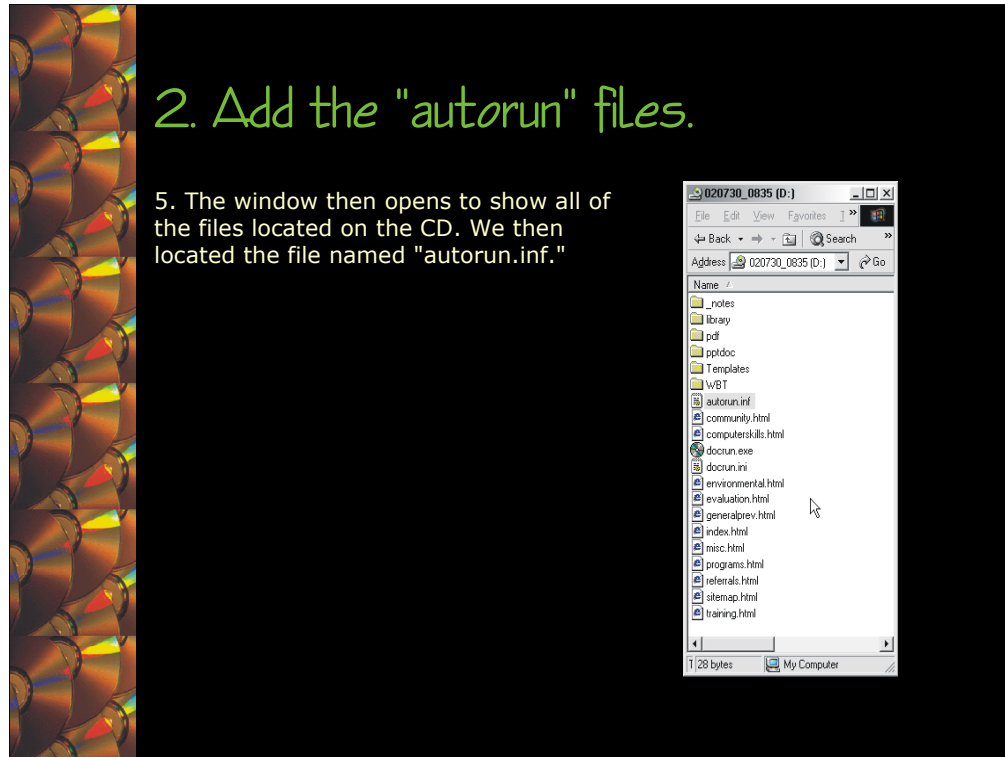 2. Add the "autorun" files.
5. The window then opens to show all of
the files located on the CD. We then
located the file named "autorun.inf."
020730_0835 (D:)
File Edit View Favorites T »
Back Search »
Address 020730_0835 (D:) Go
Name
_notes
library
pdf
pptdoc
Templates
WBT
autorun.inf
community.html
computerskills.html
docrun.exe
docrun.ini
environmental.html
evaluation.html
generalprev.html
index.html
misc.html
programs.html
referrals.html
sitemap.html
training.html
T 28 bytes My Computer